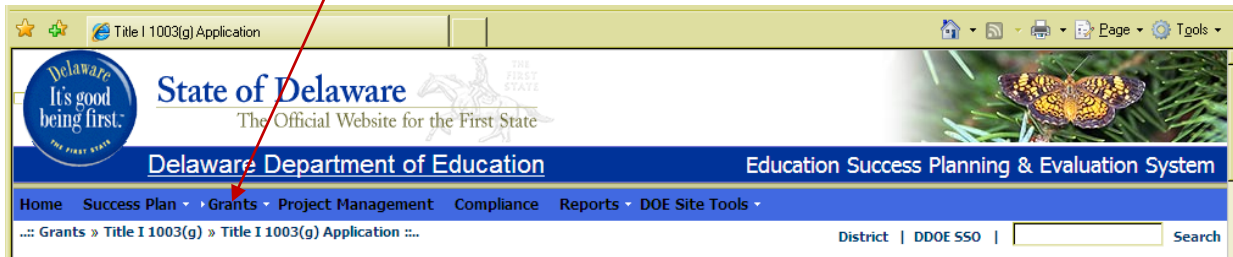 Title I 1003(g) Application
Page
Tools
Delaware
It's good
being first.
THE FIRST STATE
State of Delaware
The Official Website for the First State
THE
FIRST
STATE
Delaware Department of Education
Education Success Planning & Evaluation System
Home Success Plan Grants Project Management Compliance Reports DOE Site Tools
..:: Grants » Title I 1003(g) » Title I 1003(g) Application ::..
District | DDOE SSO | Search